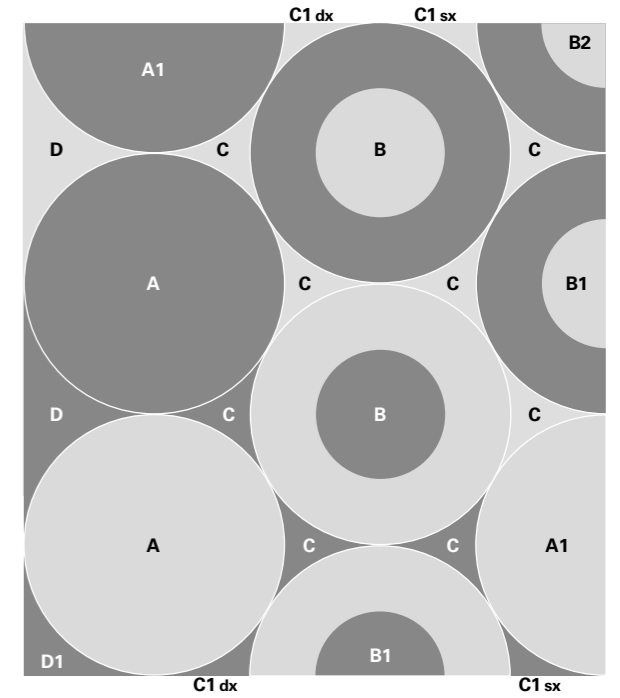 C1 dx C1 sx
B2
A1
D C B C
A C C B1
D C B C
A C C A1
D1 B1
C1 dx C1 sx